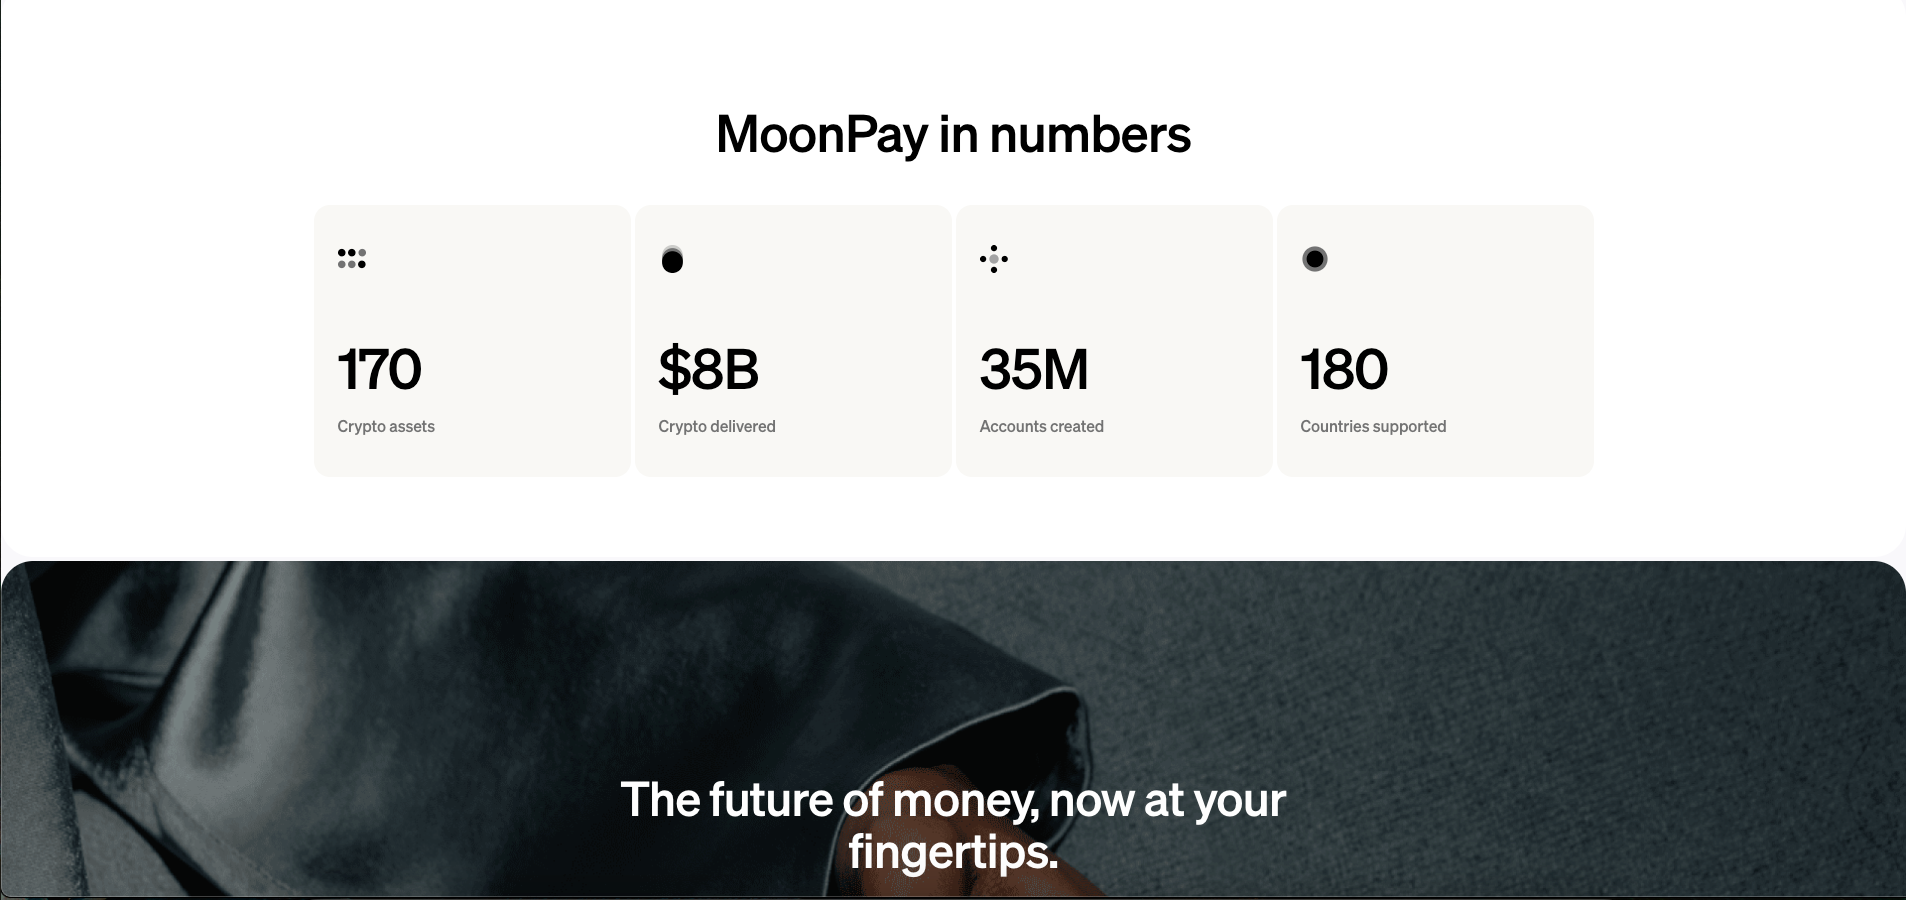 MoonPay in numbers
170
Crypto assets
$8B
Crypto delivered
35M
Accounts created
180
Countries supported
The future of money, now at your
fingertips.